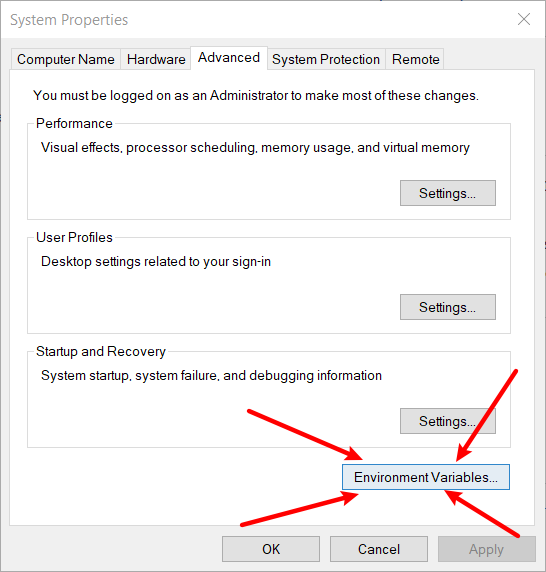 System Properties
Computer Name Hardware Advanced System Protection Remote
You must be logged on as an Administrator to make most of these changes.
Performance
Visual effects, processor scheduling, memory usage, and virtual memory
Settings...
User Profiles
Desktop settings related to your sign-in
Settings...
Startup and Recovery
System startup, system failure, and debugging information
Settings...
Environment Variables...
OK Cancel Apply